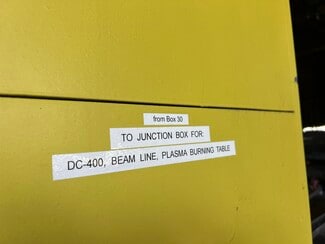 from Box 30
TO JUNCTION BOX FOR:
DC-400, BEAM LINE, PLASMA BURNING TABLE